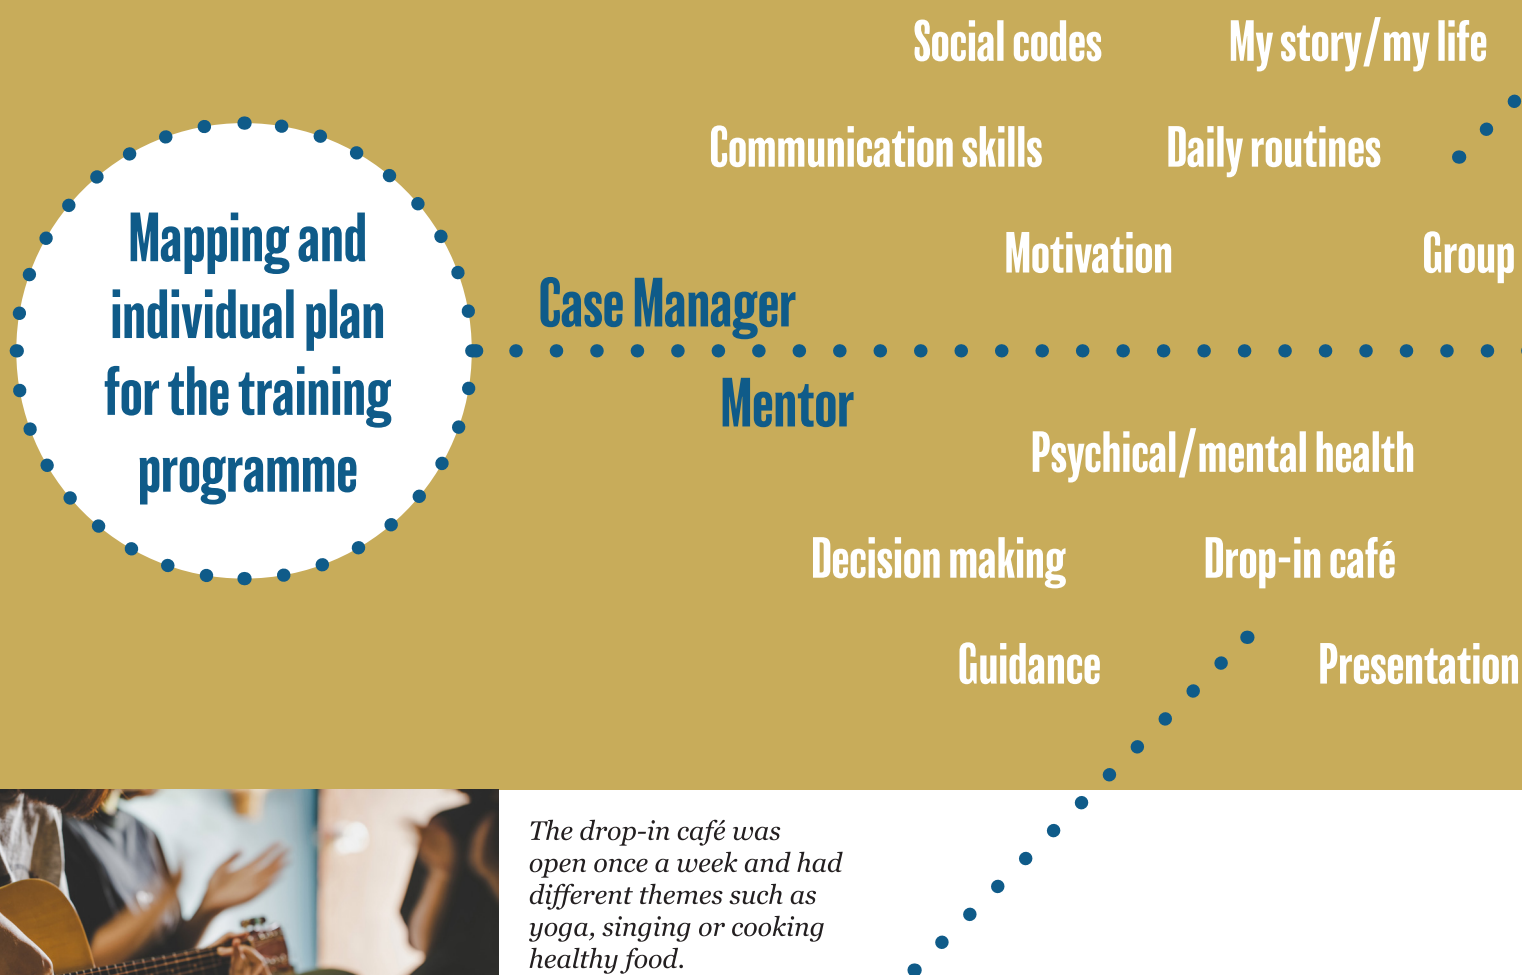 Social codes
My story/my life
Communication skills
Daily routines
Motivation
Group
Mapping and
individual plan
for the training
programme
Case Manager
Mentor
Psychical/mental health
Decision making
Drop-in café
Guidance
Presentation
The drop-in café was
open once a week and had
different themes such as
yoga, singing or cooking
healthy food.